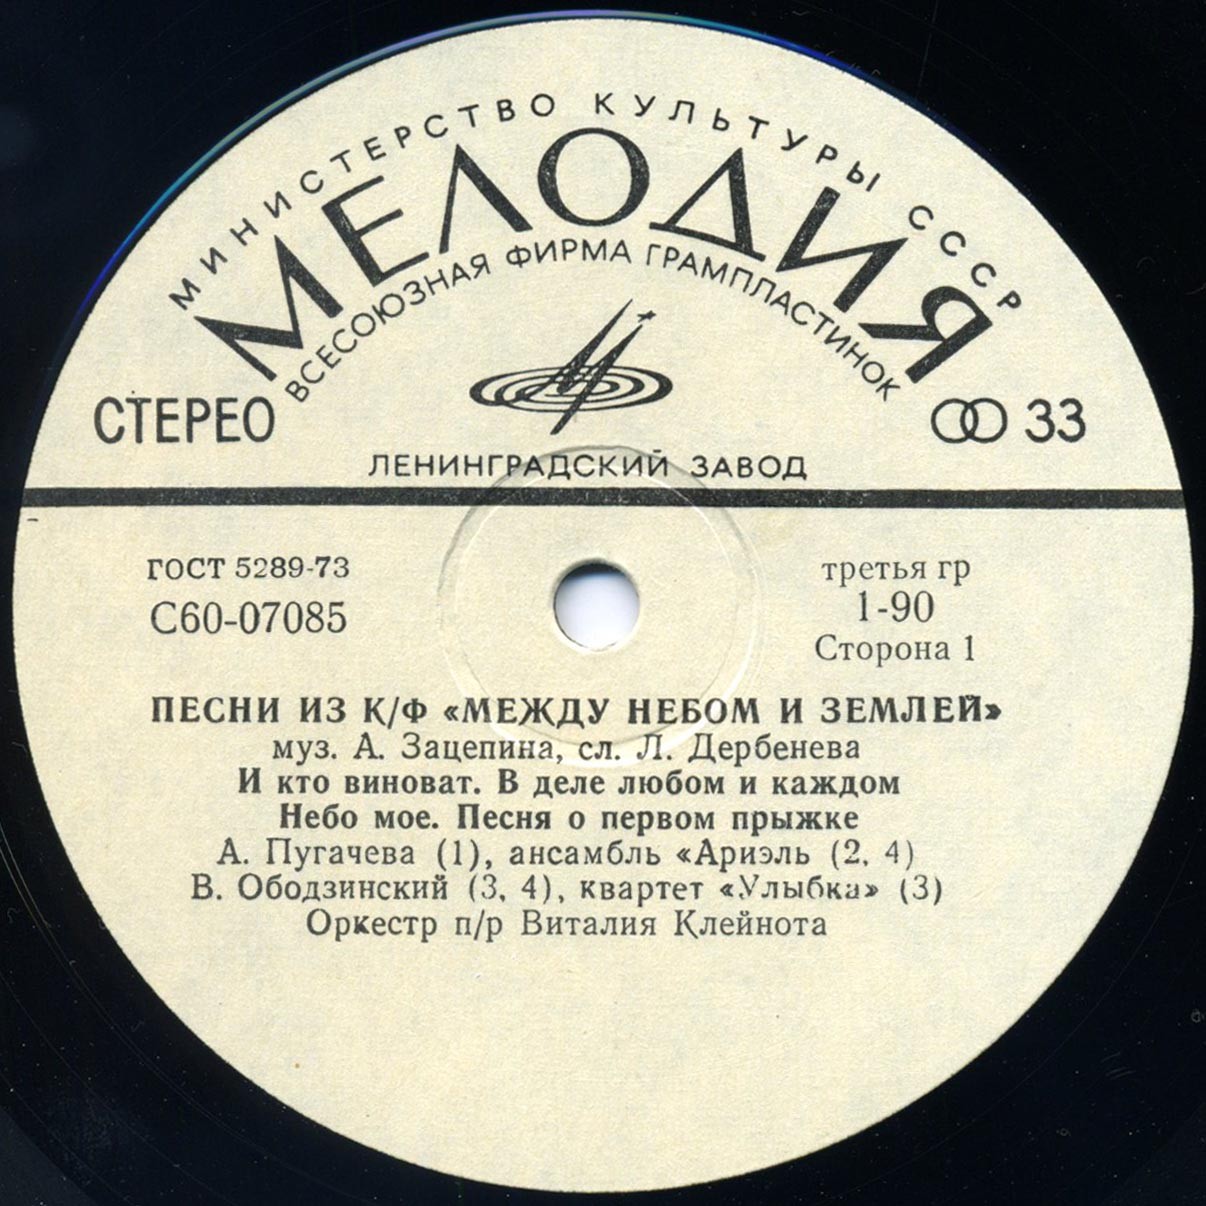 МИНИСТЕРСТВО КУЛЬТУРЫ СССР
МЕЛОДИЯ
ВСЕСОЮЗНАЯ ФИРМА ГРАМПЛАСТИНОК
СТЕРЕО
33
ЛЕНИНГРАДСКИЙ ЗАВОД
ГОСТ 5289-73
С60-07085
третья гр
1-90
Сторона 1
ПЕСНИ ИЗ К/Ф «МЕЖДУ НЕБОМ И ЗЕМЛЕЙ»
муз. А. Зацепина, сл. Л. Дербенева
И кто виноват. В деле любом и каждом
Небо мое. Песня о первом прыжке
А. Пугачева (1), ансамбль «Ариэль (2, 4)
В. Ободзинский (3, 4), квартет «Улыбка» (3)
Оркестр п/р Виталия Клейнота